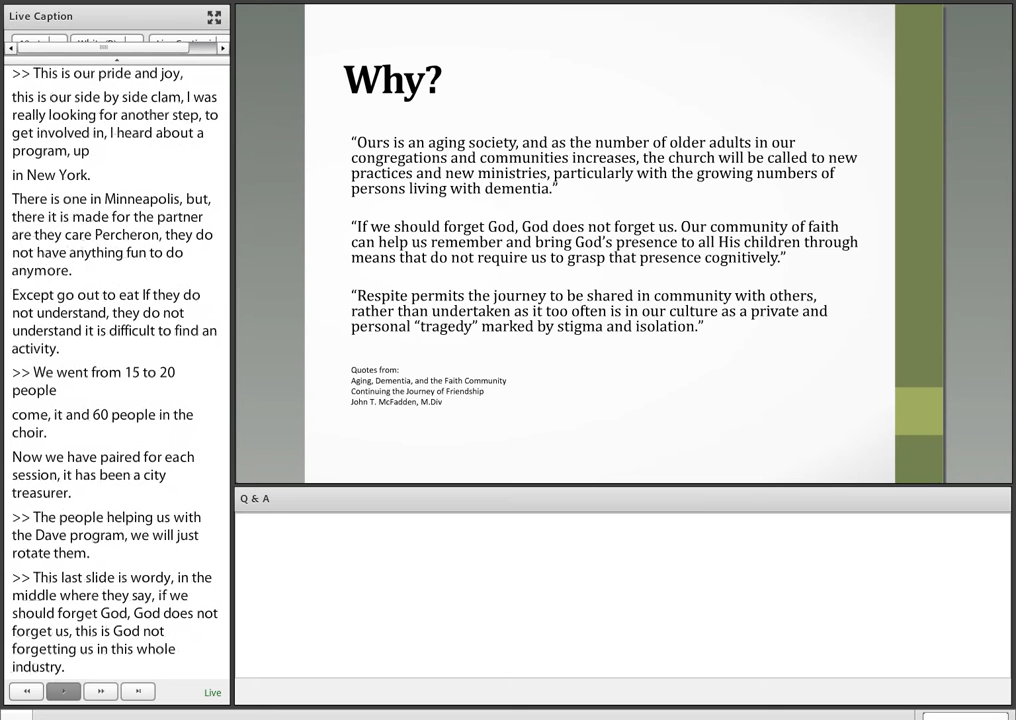 Live Caption
>> This is our pride and joy,
this is our side by side clam, I was
really looking for another step, to
get involved in, I heard about a
program, up
in New York.
There is one in Minneapolis, but,
there it is made for the partner
are they care Percheron, they do
not have anything fun to do
anymore.
Except go out to eat If they do
not understand, they do not
understand it is difficult to find an
activity.
>> We went from 15 to 20
people
come, it and 60 people in the
choir.
Now we have paired for each
session, it has been a city
treasurer.
>> The people helping us with
the Dave program, we will just
rotate them.
>> This last slide is wordy, in the
middle where they say, if we
should forget God, God does not
forget us, this is God not
forgetting us in this whole
industry.
Live
Why?
“Ours is an aging society, and as the number of older adults in our
congregations and communities increases, the church will be called to new
practices and new ministries, particularly with the growing numbers of
persons living with dementia.”
“If we should forget God, God does not forget us. Our community of faith
can help us remember and bring God’s presence to all His children through
means that do not require us to grasp that presence cognitively.”
“Respite permits the journey to be shared in community with others,
rather than undertaken as it too often is in our culture as a private and
personal “tragedy” marked by stigma and isolation.”
Quotes from:
Aging, Dementia, and the Faith Community
Continuing the Journey of Friendship
John T. McFadden, M.Div
Q & A